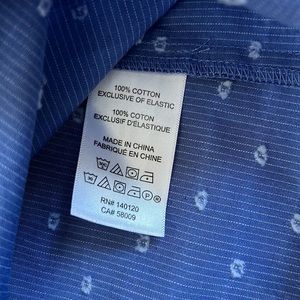 100% COTTON
EXCLUSIVE OF ELASTIC
100% COTON
EXCLUSIF D'ÉLASTIQUE
MADE IN CHINA
FABRIQUÉ EN CHINE
RN# 140120
CA# 58009